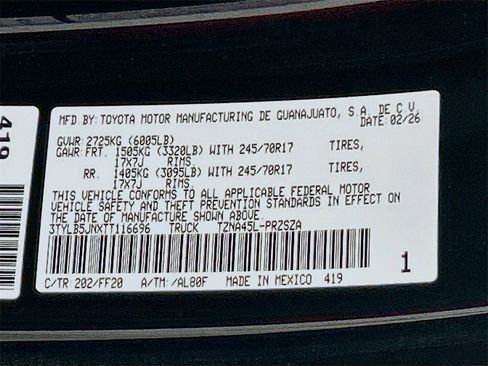 MFD BY: TOYOTA MOTOR MANUFACTURING DE GUANAJUATO, S.A. DE C.V.
DATE: 02/26
GVWR: 2725KG (6005LB)
GAWR: FRT. 1505KG (3320LB) WITH 245/70R17 TIRES,
17X7J RIMS
RR. 1405KG (3095LB) WITH 245/70R17 TIRES,
17X7J RIMS
THIS VEHICLE CONFORMS TO ALL APPLICABLE FEDERAL MOTOR
VEHICLE SAFETY AND THEFT PREVENTION STANDARDS IN EFFECT ON
THE DATE OF MANUFACTURE SHOWN ABOVE.
3TYLB5JNXTT116696 TRUCK TZNA45L-PRZSZA
C/TR: 202/FF20 A/TM: /AL80F MADE IN MEXICO 419
1
419